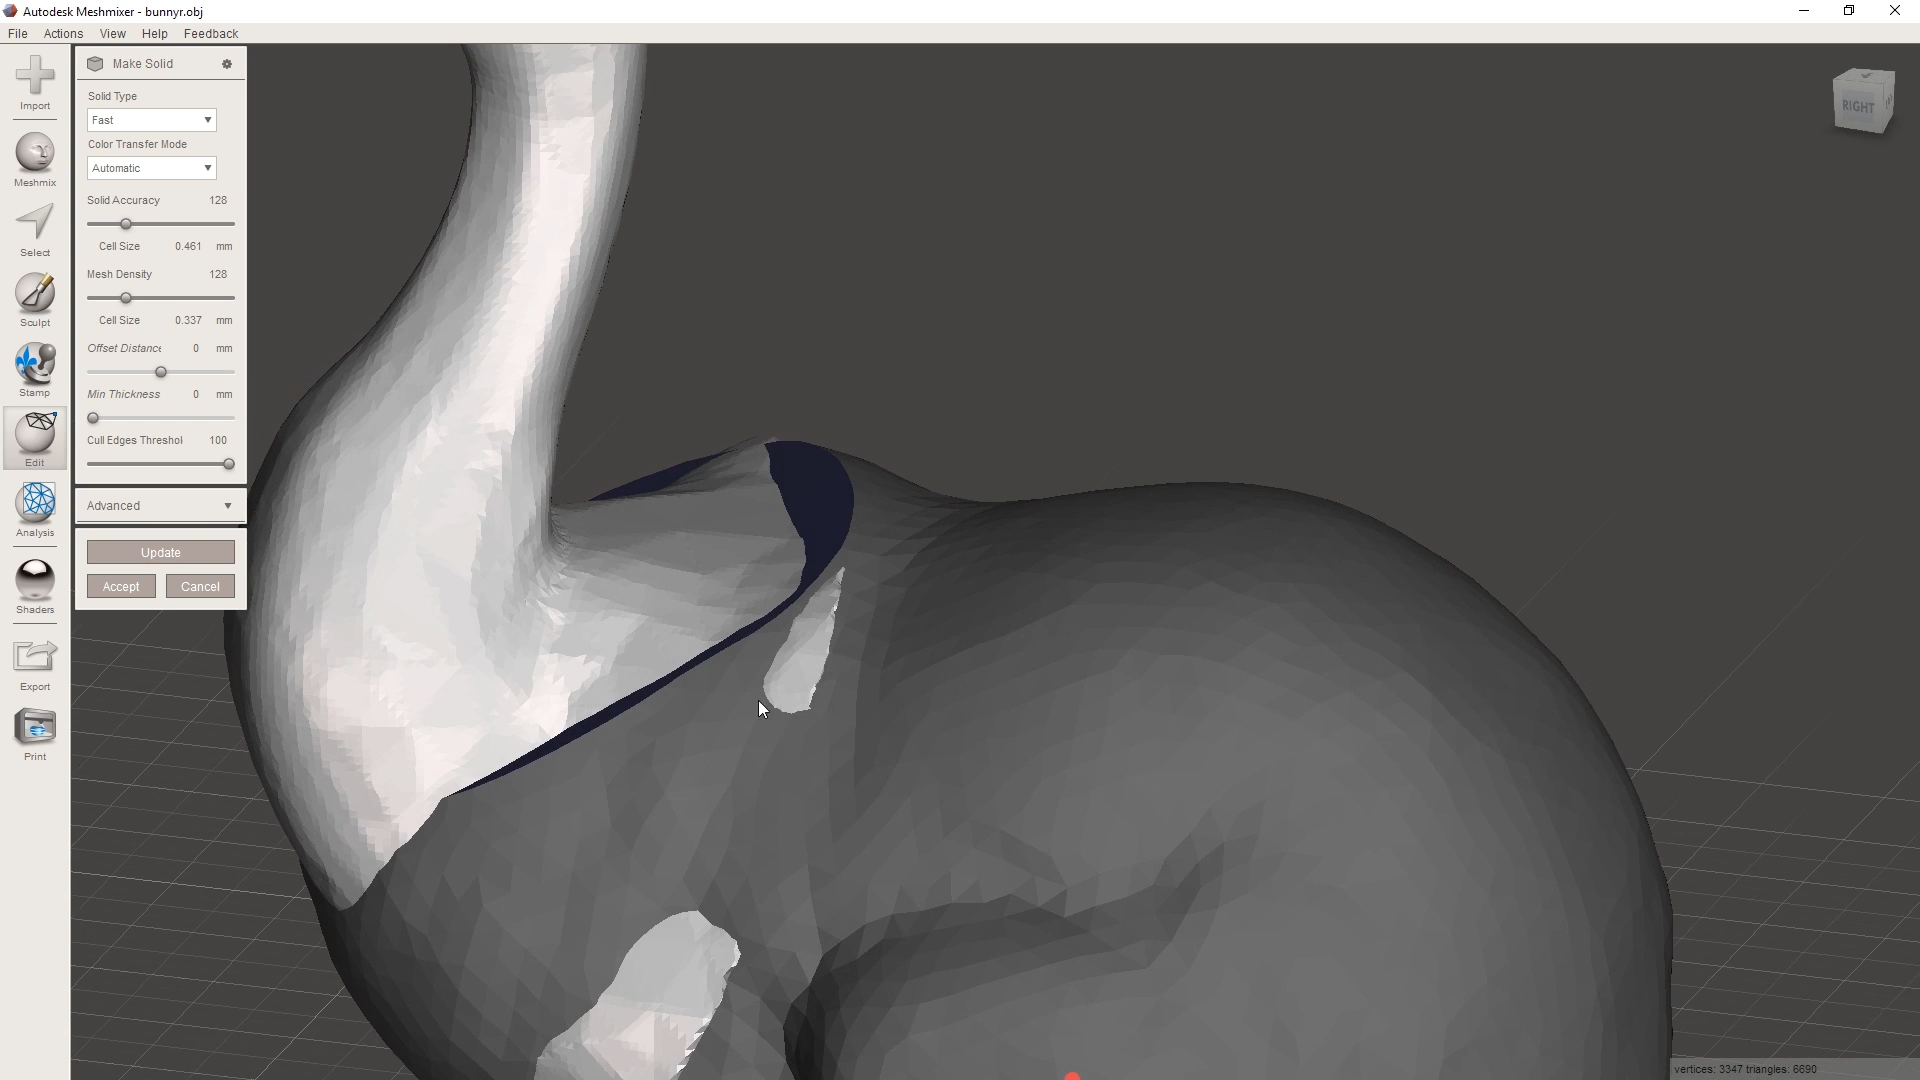 Autodesk Meshmixer - bunnyr.obj
File Actions View Help Feedback
Import
Meshmix
Select
Sculpt
Stamp
Edit
Analysis
Shaders
Export
Print
Make Solid
Solid Type
Fast
Color Transfer Mode
Automatic
Solid Accuracy 128
Cell Size 0.461 mm
Mesh Density 128
Cell Size 0.337 mm
Offset Distance 0 mm
Min Thickness 0 mm
Cull Edges Threshol 100
Advanced
Update
Accept Cancel
RIGHT
vertices: 3347 triangles: 6690